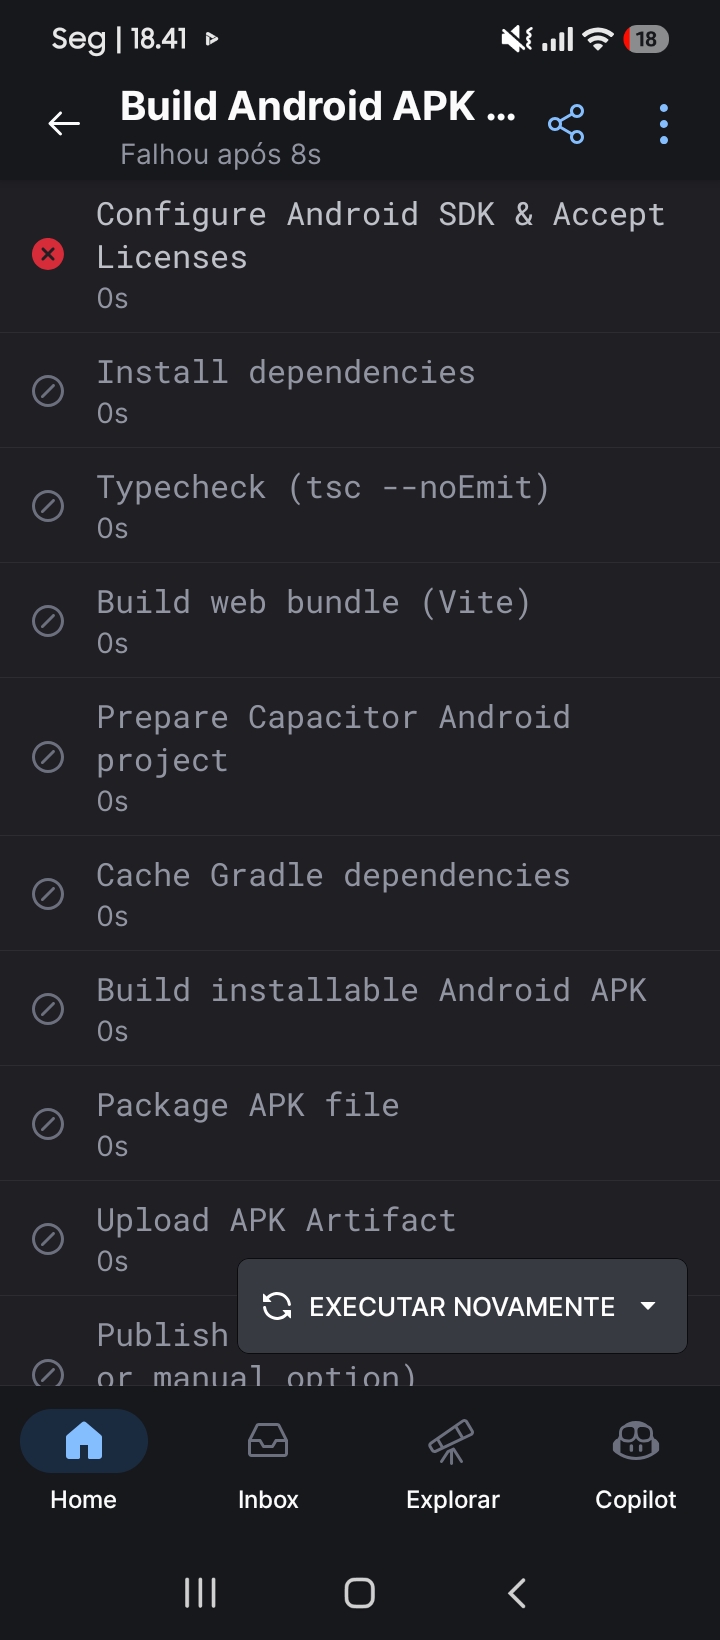 Seg | 18.41
18
Build Android APK ...
Falhou após 8s
Configure Android SDK & Accept
Licenses
0s
Install dependencies
0s
Typecheck (tsc --noEmit)
0s
Build web bundle (Vite)
0s
Prepare Capacitor Android
project
0s
Cache Gradle dependencies
0s
Build installable Android APK
0s
Package APK file
0s
Upload APK Artifact
0s
EXECUTAR NOVAMENTE
Publish
or manual option)
Home
Inbox
Explorar
Copilot